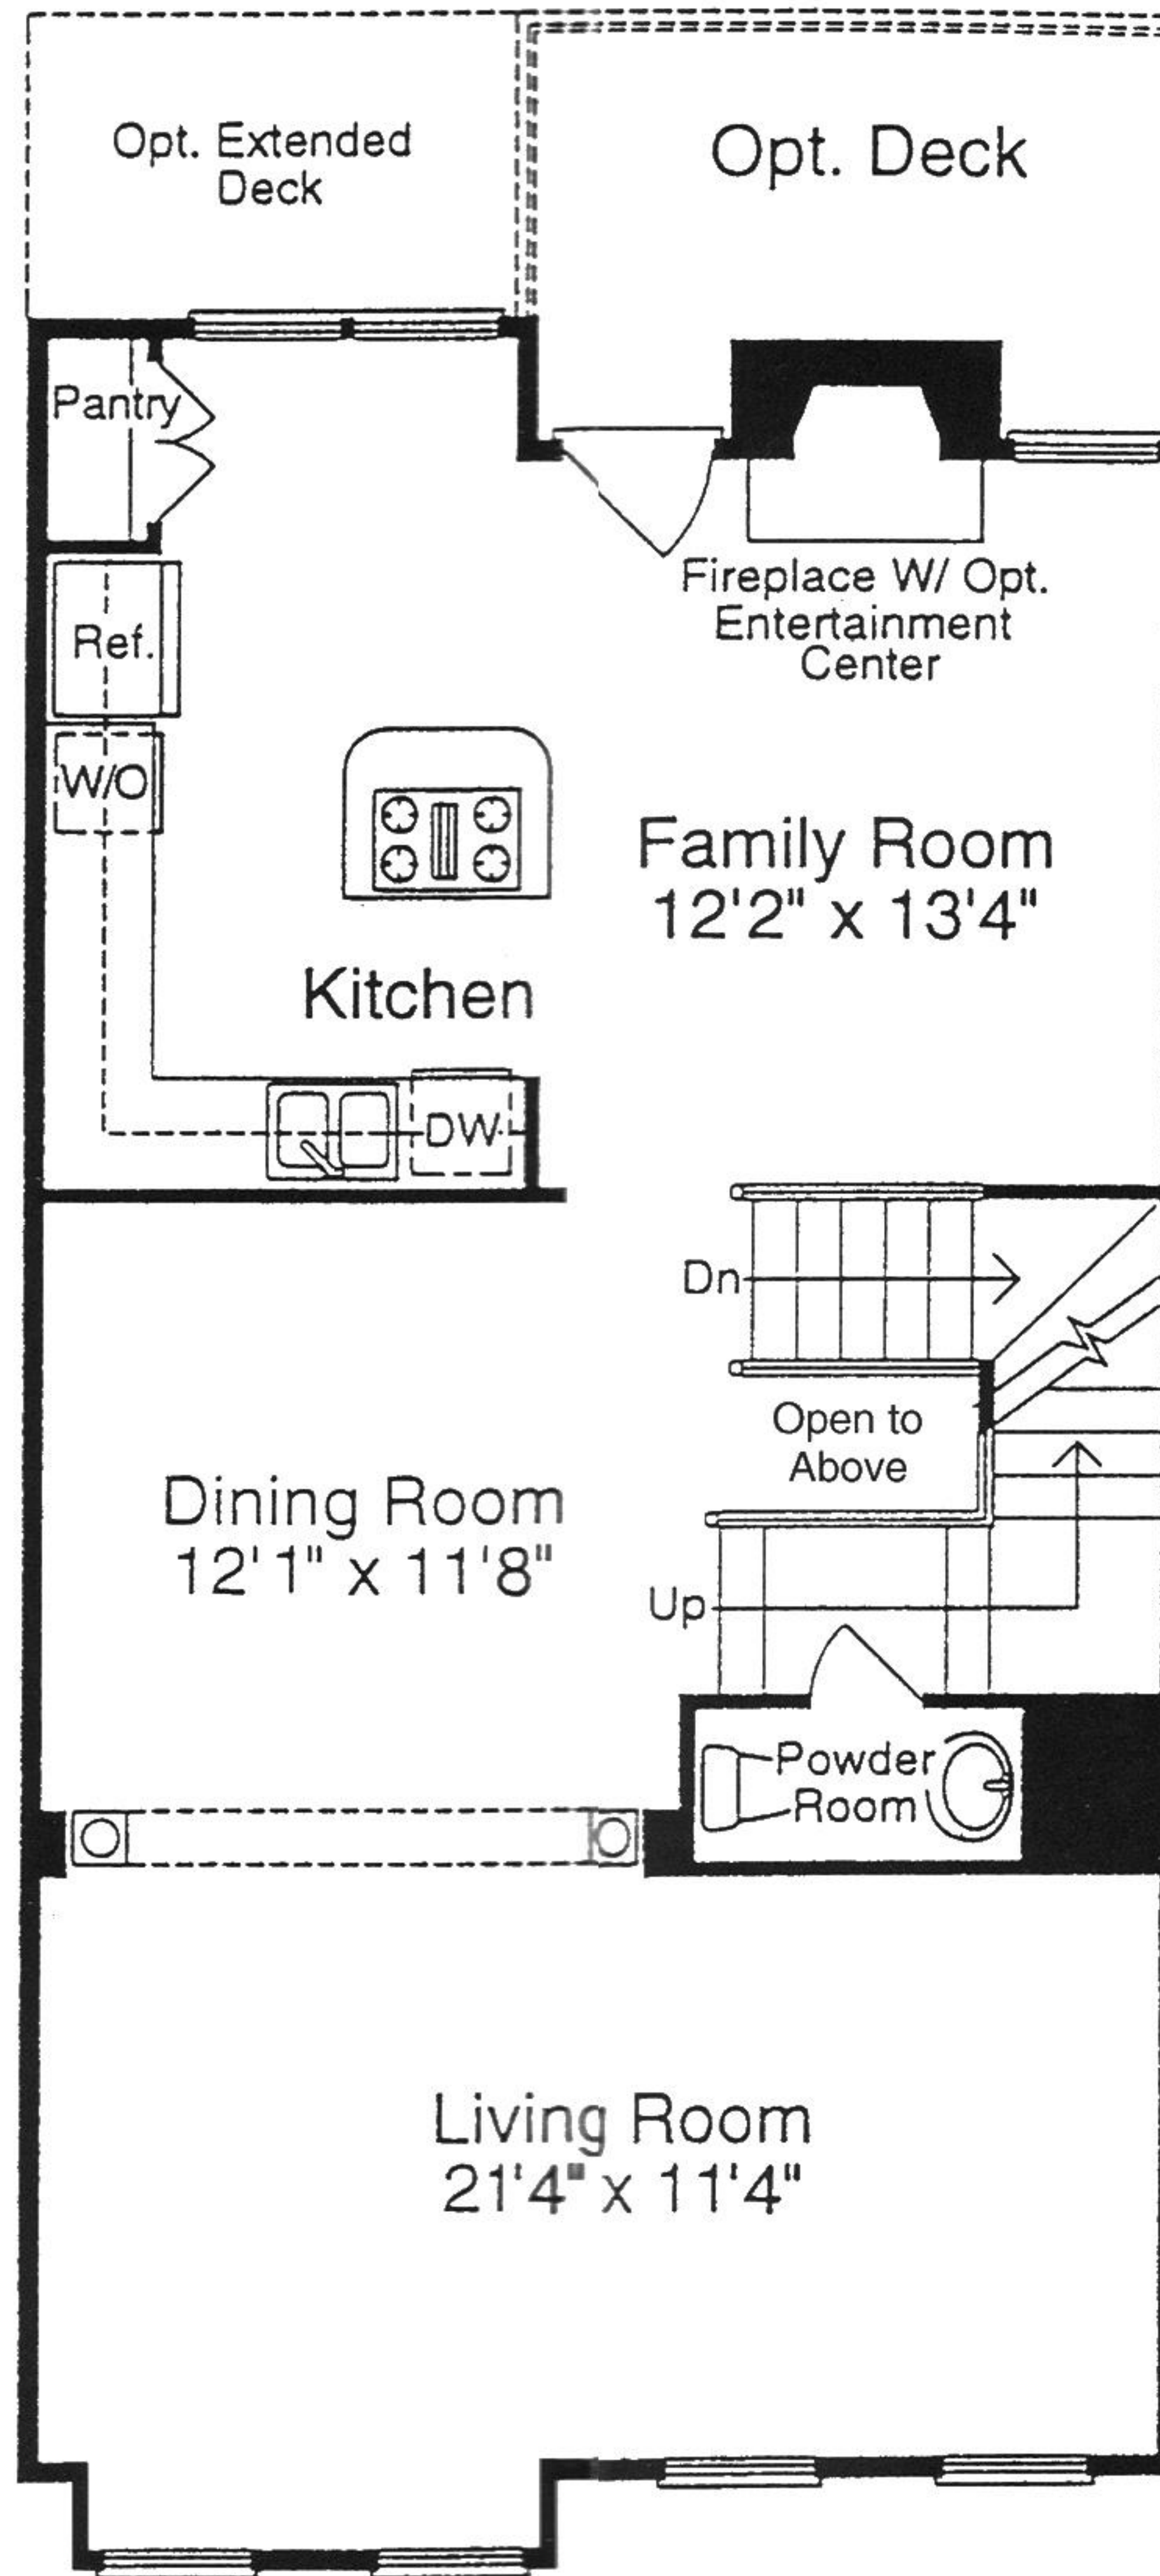 Opt. Extended
Deck
Opt. Deck
Pantry
Fireplace W/ Opt.
Entertainment
Center
Ref.
W/O
Family Room
12'2" x 13'4"
Kitchen
DW
Dn
Open to
Above
Dining Room
12'1" x 11'8"
Up
Powder
Room
Living Room
21'4" x 11'4"